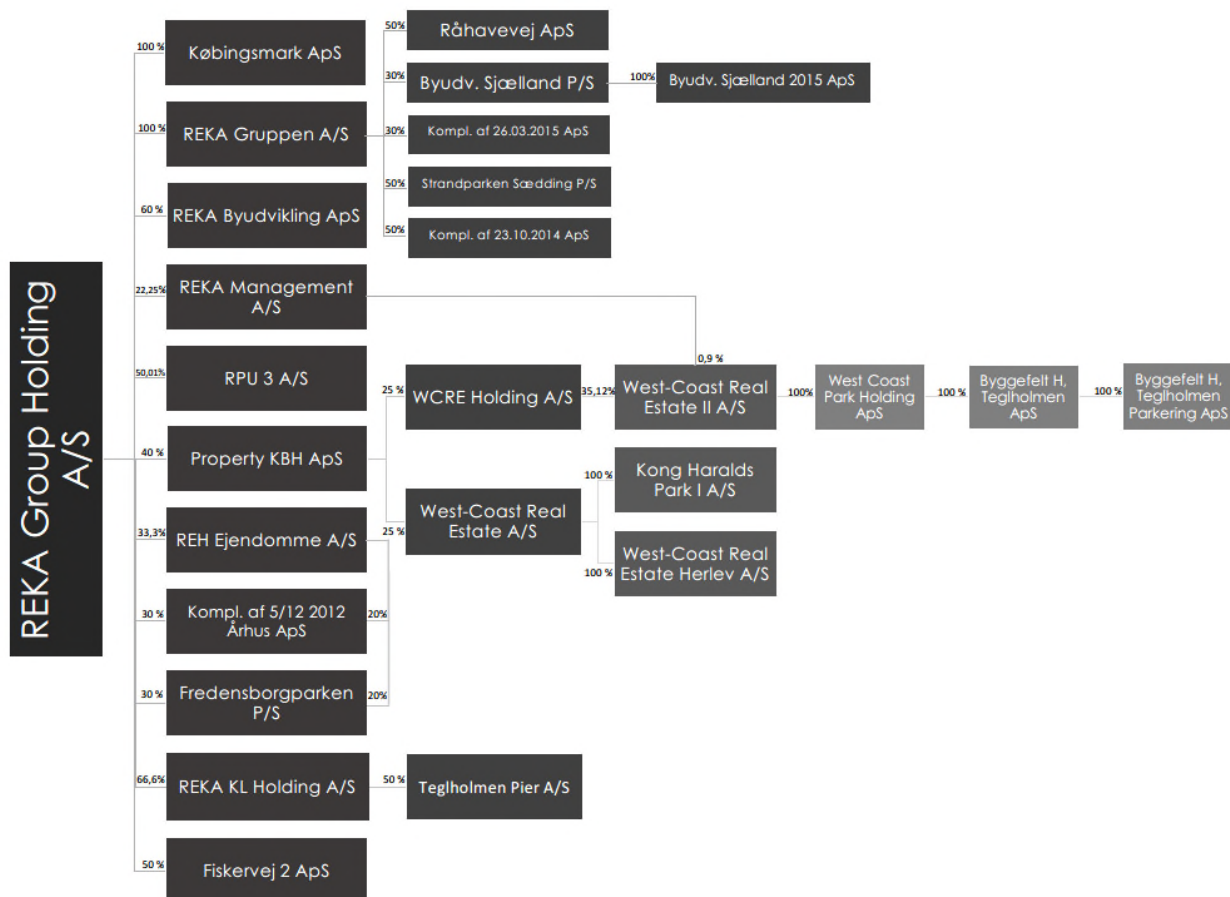 REKA Group Holding
A/S
100 %
Købingsmark ApS
100 %
REKA Gruppen A/S
50%
Råhavevej ApS
30%
Byudv. Sjælland P/S
100%
Byudv. Sjælland 2015 ApS
30%
Kompl. af 26.03.2015 ApS
50%
Strandparken Sædding P/S
50%
Kompl. af 23.10.2014 ApS
60 %
REKA Byudvikling ApS
22,25%
REKA Management
A/S
0,9 %
50,01%
RPU 3 A/S
40 %
Property KBH ApS
25 %
WCRE Holding A/S
35,12%
West-Coast Real
Estate II A/S
100%
West Coast
Park Holding
ApS
100 %
Byggefelt H,
Teglholmen
ApS
100 %
Byggefelt H,
Teglholmen
Parkering ApS
25 %
West-Coast Real
Estate A/S
100 %
Kong Haralds
Park I A/S
100 %
West-Coast Real
Estate Herlev A/S
33,3%
REH Ejendomme A/S
30 %
Kompl. af 5/12 2012
Århus ApS
20%
30 %
Fredensborgparken
P/S
20%
66,6%
REKA KL Holding A/S
50 %
Teglholmen Pier A/S
50 %
Fiskervej 2 ApS